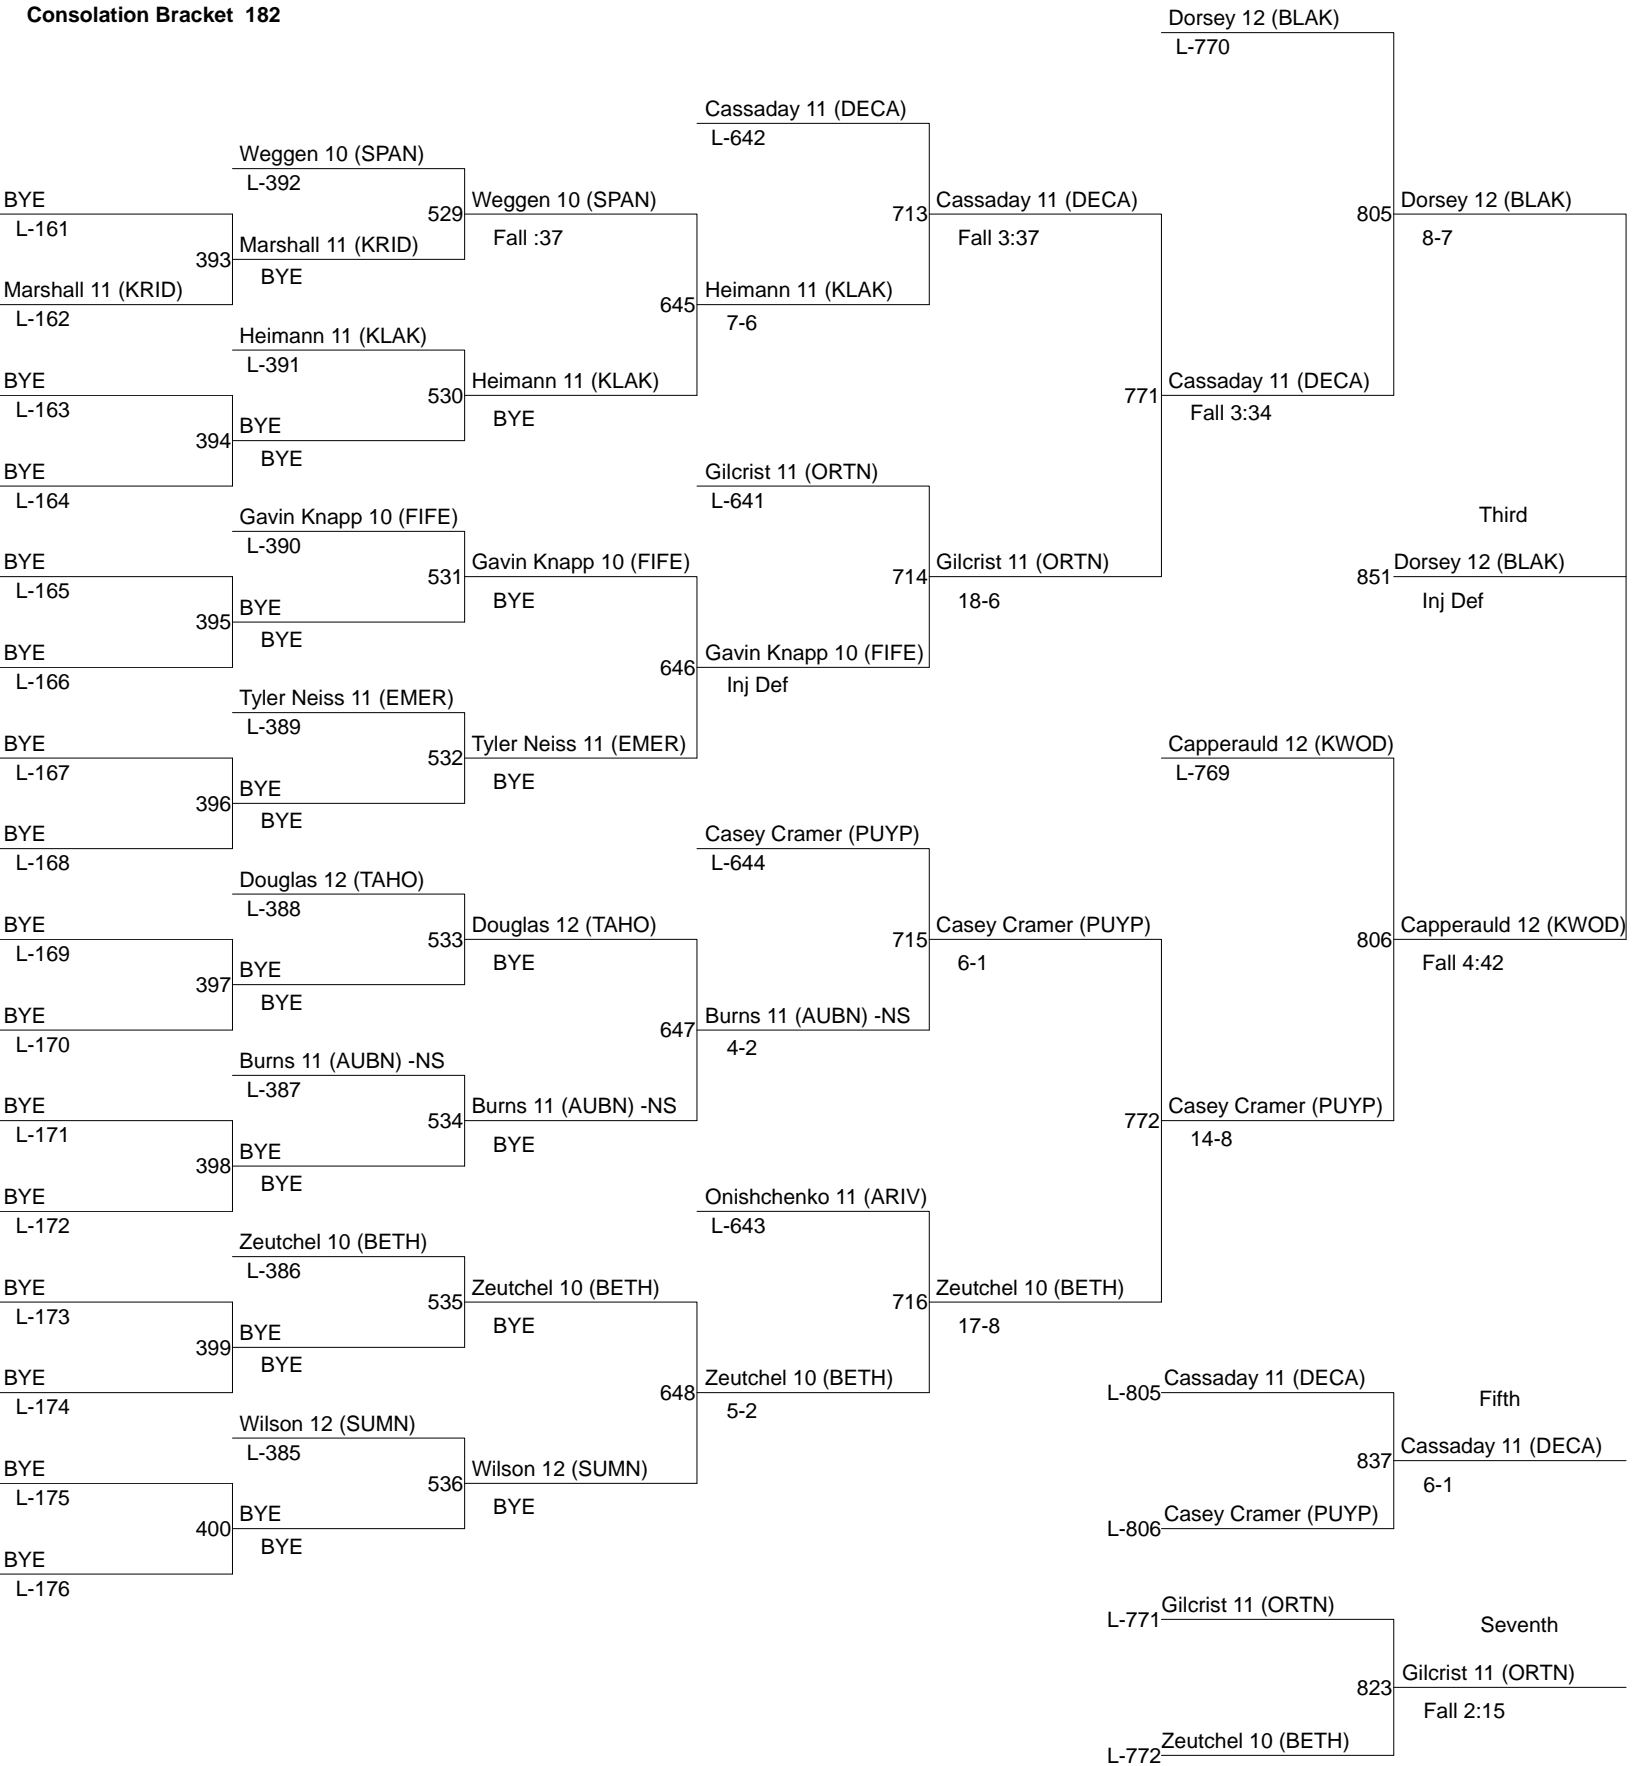 Consolation Bracket 182
BYE
L-161
Marshall 11 (KRID)
L-162
BYE
L-163
BYE
L-164
BYE
L-165
BYE
L-166
BYE
L-167
BYE
L-168
BYE
L-169
BYE
L-170
BYE
L-171
BYE
L-172
BYE
L-173
BYE
L-174
BYE
L-175
BYE
L-176
Weggen 10 (SPAN)
L-392
393
Marshall 11 (KRID)
BYE
Heimann 11 (KLAK)
L-391
394
BYE
BYE
Gavin Knapp 10 (FIFE)
L-390
395
BYE
BYE
Tyler Neiss 11 (EMER)
L-389
396
BYE
BYE
Douglas 12 (TAHO)
L-388
397
BYE
BYE
Burns 11 (AUBN) -NS
L-387
398
BYE
BYE
Zeutchel 10 (BETH)
L-386
399
BYE
BYE
Wilson 12 (SUMN)
L-385
400
BYE
BYE
529
Weggen 10 (SPAN)
Fall :37
530
Heimann 11 (KLAK)
BYE
531
Gavin Knapp 10 (FIFE)
BYE
532
Tyler Neiss 11 (EMER)
BYE
533
Douglas 12 (TAHO)
BYE
534
Burns 11 (AUBN) -NS
BYE
535
Zeutchel 10 (BETH)
BYE
536
Wilson 12 (SUMN)
BYE
Cassaday 11 (DECA)
L-642
645
Heimann 11 (KLAK)
7-6
Gilcrist 11 (ORTN)
L-641
646
Gavin Knapp 10 (FIFE)
Inj Def
Casey Cramer (PUYP)
L-644
647
Burns 11 (AUBN) -NS
4-2
Onishchenko 11 (ARIV)
L-643
648
Zeutchel 10 (BETH)
5-2
713
Cassaday 11 (DECA)
Fall 3:37
714
Gilcrist 11 (ORTN)
18-6
715
Casey Cramer (PUYP)
6-1
716
Zeutchel 10 (BETH)
17-8
Dorsey 12 (BLAK)
L-770
771
Cassaday 11 (DECA)
Fall 3:34
Capperauld 12 (KWOD)
L-769
772
Casey Cramer (PUYP)
14-8
805
Dorsey 12 (BLAK)
8-7
806
Capperauld 12 (KWOD)
Fall 4:42
Third
851
Dorsey 12 (BLAK)
Inj Def
L-805
Cassaday 11 (DECA)
L-806
Casey Cramer (PUYP)
Fifth
837
Cassaday 11 (DECA)
6-1
L-771
Gilcrist 11 (ORTN)
L-772
Zeutchel 10 (BETH)
Seventh
823
Gilcrist 11 (ORTN)
Fall 2:15